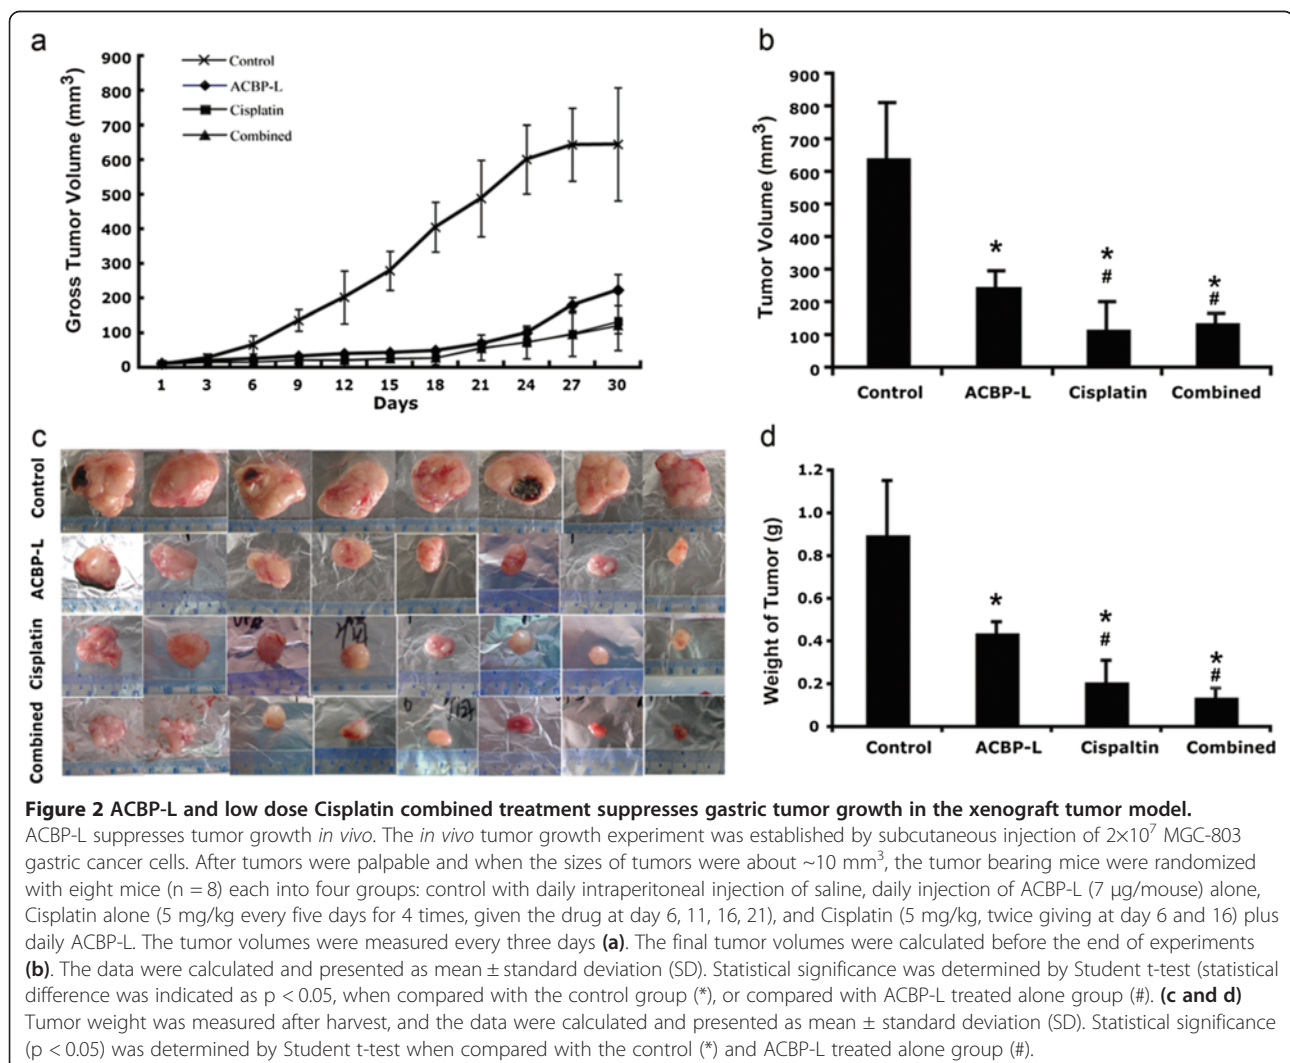 a
Gross Tumor Volume (mm³)
900
800
700
600
500
400
300
200
100
0
Control
ACBP-L
Cisplatin
Combined
1 3 6 9 12 15 18 21 24 27 30
Days
b
Tumor Volume (mm³)
900
800
700
600
500
400
300
200
100
0
*
*
#
*
#
Control ACBP-L Cisplatin Combined
c
Control
ACBP-L
Cisplatin
Combined
d
Weight of Tumor (g)
1.2
1.0
0.8
0.6
0.4
0.2
0
*
*
#
*
#
Control ACBP-L Cispaltin Combined
Figure 2 ACBP-L and low dose Cisplatin combined treatment suppresses gastric tumor growth in the xenograft tumor model.
ACBP-L suppresses tumor growth in vivo. The in vivo tumor growth experiment was established by subcutaneous injection of 2×10⁷ MGC-803
gastric cancer cells. After tumors were palpable and when the sizes of tumors were about ~10 mm³, the tumor bearing mice were randomized
with eight mice (n = 8) each into four groups: control with daily intraperitoneal injection of saline, daily injection of ACBP-L (7 μg/mouse) alone,
Cisplatin alone (5 mg/kg every five days for 4 times, given the drug at day 6, 11, 16, 21), and Cisplatin (5 mg/kg, twice giving at day 6 and 16) plus
daily ACBP-L. The tumor volumes were measured every three days (a). The final tumor volumes were calculated before the end of experiments
(b). The data were calculated and presented as mean ± standard deviation (SD). Statistical significance was determined by Student t-test (statistical
difference was indicated as p < 0.05, when compared with the control group (*), or compared with ACBP-L treated alone group (#). (c and d)
Tumor weight was measured after harvest, and the data were calculated and presented as mean ± standard deviation (SD). Statistical significance
(p < 0.05) was determined by Student t-test when compared with the control (*) and ACBP-L treated alone group (#).